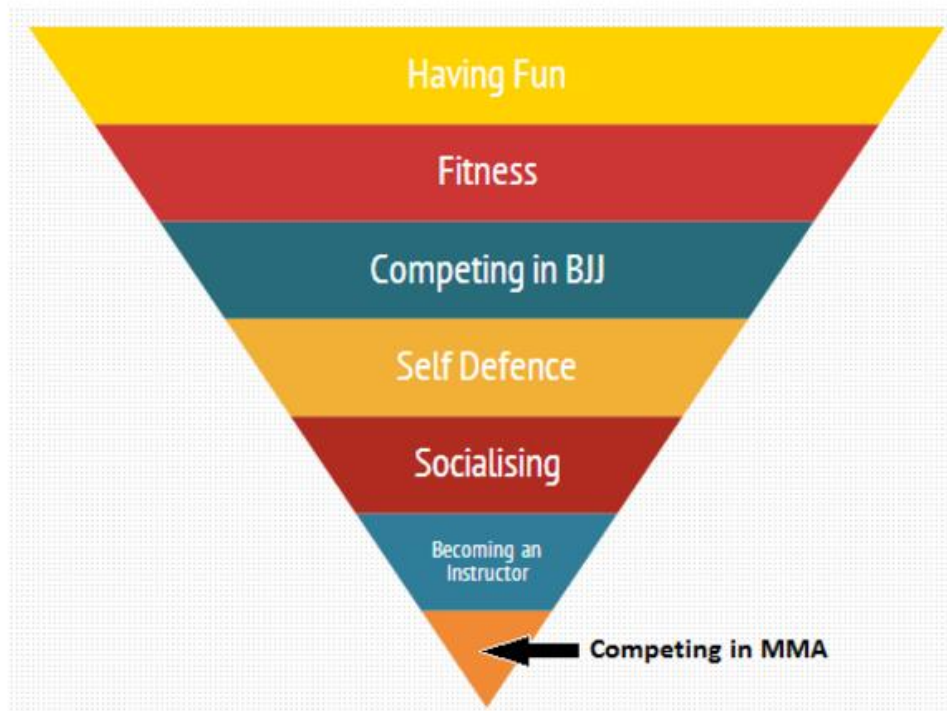 Having Fun
Fitness
Competing in BJJ
Self Defence
Socialising
Becoming an
Instructor
Competing in MMA